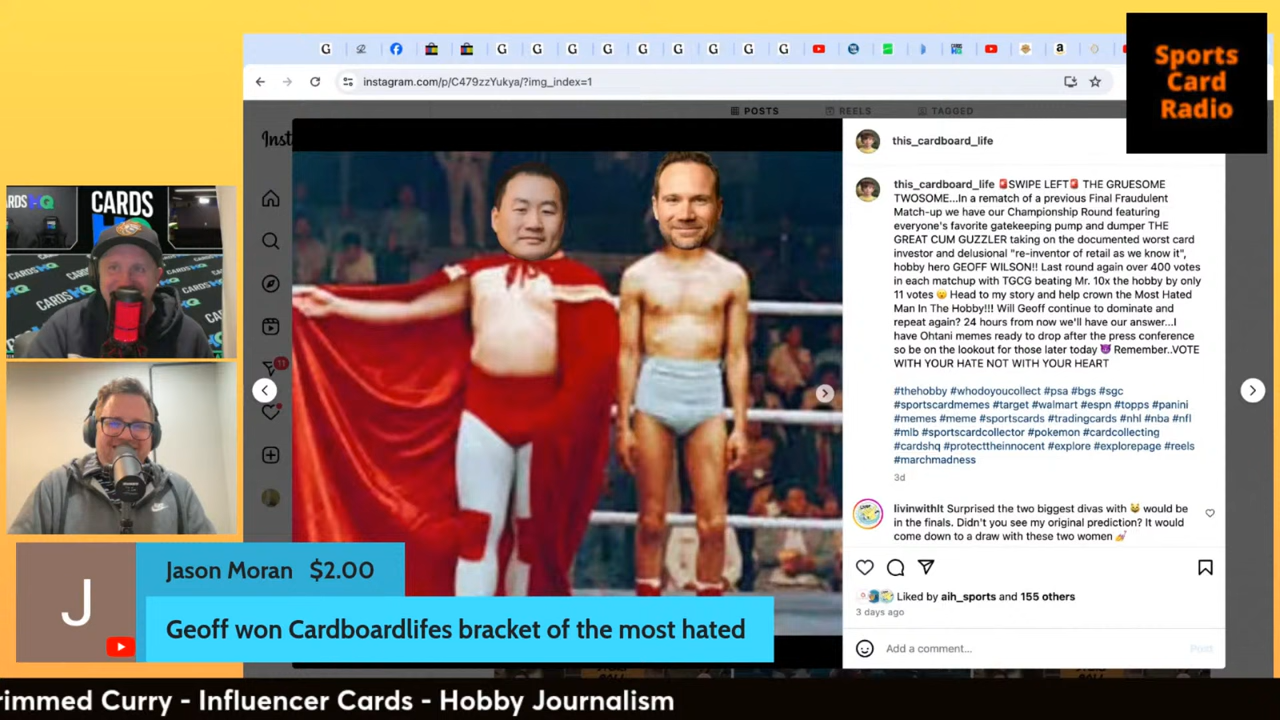 Sports
Card
Radio
instagram.com/p/C479zzYukya/?img_index=1
POSTS
REELS
TAGGED
Inst
this_cardboard_life
this_cardboard_life 🚨SWIPE LEFT🚨 THE GRUESOME
TWOSOME...In a rematch of a previous Final Fraudulent
Match-up we have our Championship Round featuring
everyone's favorite gatekeeping pump and dumper THE
GREAT CUM GUZZLER taking on the documented worst card
investor and delusional "re-inventor of retail as we know it",
hobby hero GEOFF WILSON!! Last round again over 400 votes
in each matchup with TGCG beating Mr. 10x the hobby by only
11 votes 😮 Head to my story and help crown the Most Hated
Man In The Hobby!!! Will Geoff continue to dominate and
repeat again? 24 hours from now we'll have our answer...I
have Ohtani memes ready to drop after the press conference
so be on the lookout for those later today 😈 Remember..VOTE
WITH YOUR HATE NOT WITH YOUR HEART
#thehobby #whodoyoucollect #psa #bgs #sgc
#sportscardmemes #target #walmart #espn #topps #panini
#memes #meme #sportscards #tradingcards #nhl #nba #nfl
#mlb #sportscardcollector #pokemon #cardcollecting
#cardshq #protecttheinnocent #explore #explorepage #reels
#marchmadness
3d
livinwithlt Surprised the two biggest divas with 😺 would be
in the finals. Didn't you see my original prediction? It would
come down to a draw with these two women 💅
Liked by aih_sports and 155 others
3 days ago
Add a comment...
Post
11
RDS HQ
CARDS
HQ
J
Jason Moran $2.00
Geoff won Cardboardlifes bracket of the most hated
rimmed Curry - Influencer Cards - Hobby Journalism